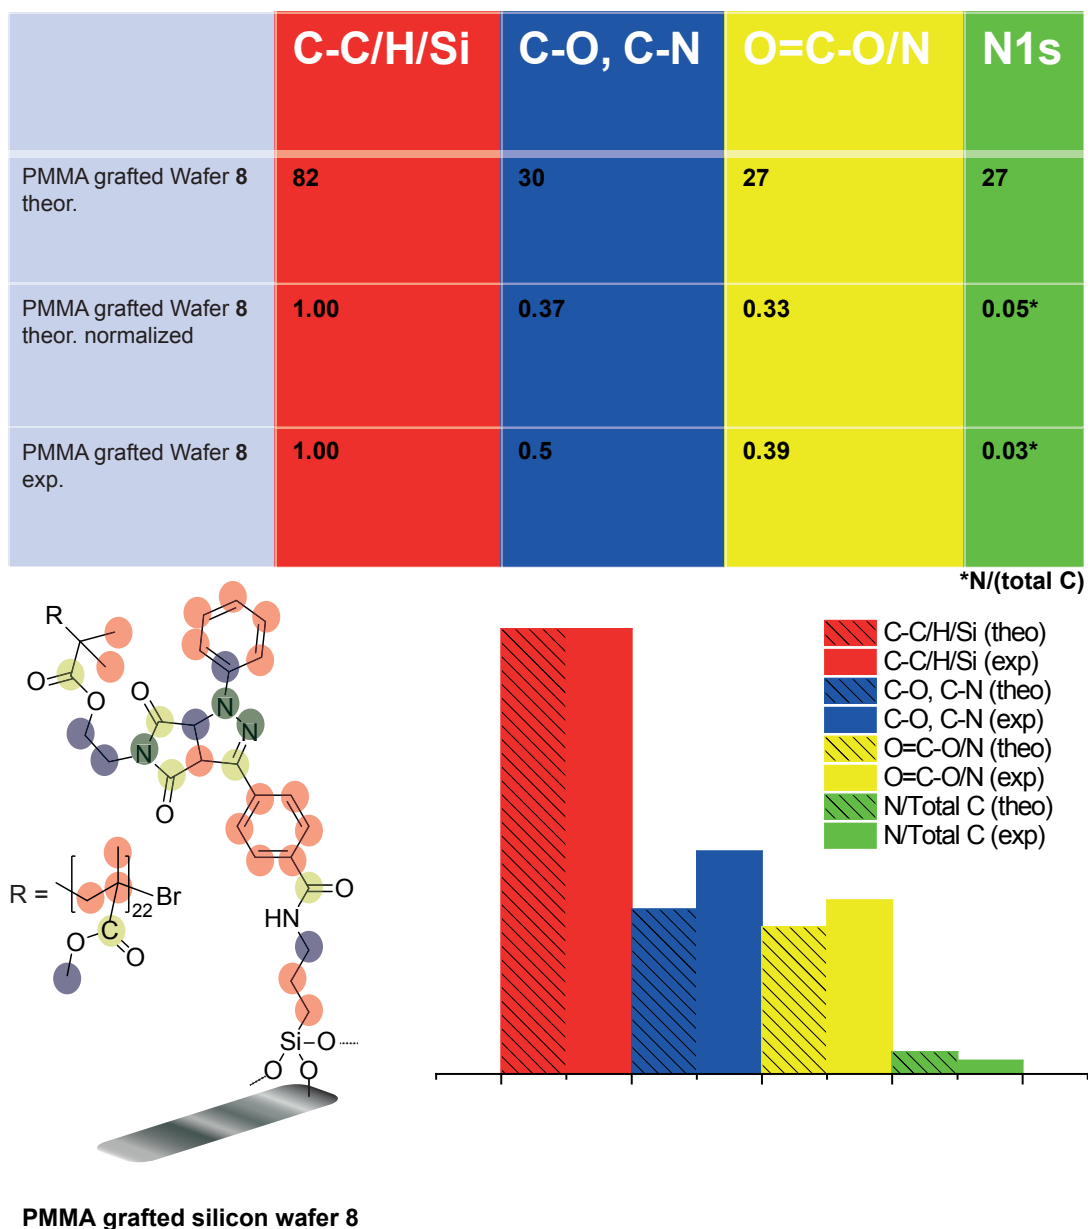 C-C/H/Si C-O, C-N O=C-O/N N1s
PMMA grafted Wafer 8 82 30 27 27
theor.
PMMA grafted Wafer 8 1.00 0.37 0.33 0.05*
theor. normalized
PMMA grafted Wafer 8 1.00 0.5 0.39 0.03*
exp.
*N/(total C)
R
O
O
O
N
N
N
O
O
HN
R =
Br
22
C
O
O
Si
O
O
O
C-C/H/Si (theo)
C-C/H/Si (exp)
C-O, C-N (theo)
C-O, C-N (exp)
O=C-O/N (theo)
O=C-O/N (exp)
N/Total C (theo)
N/Total C (exp)
PMMA grafted silicon wafer 8